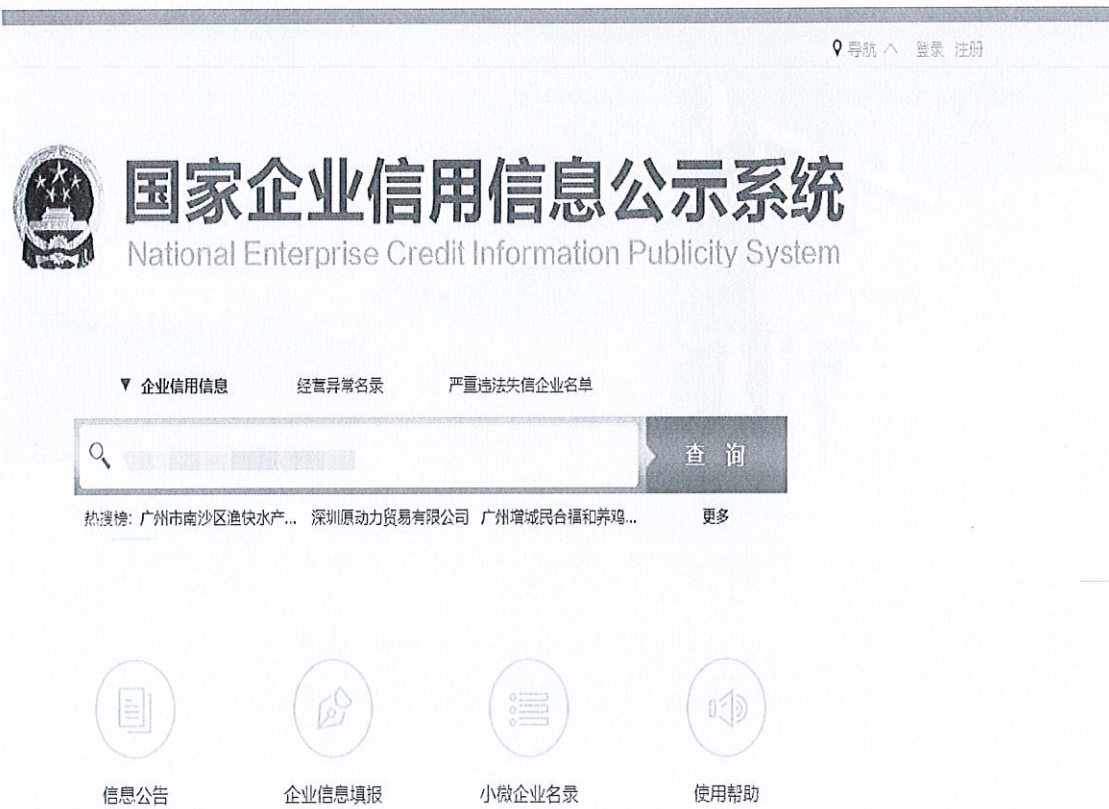 导航 登录 注册
国家企业信用信息公示系统
National Enterprise Credit Information Publicity System
企业信用信息 经营异常名录 严重违法失信企业名单
查 询
热搜榜: 广州市南沙区渔快水产... 深圳原动力贸易有限公司 广州增城民合福和养鸡... 更多
信息公告 企业信息填报 小微企业名录 使用帮助